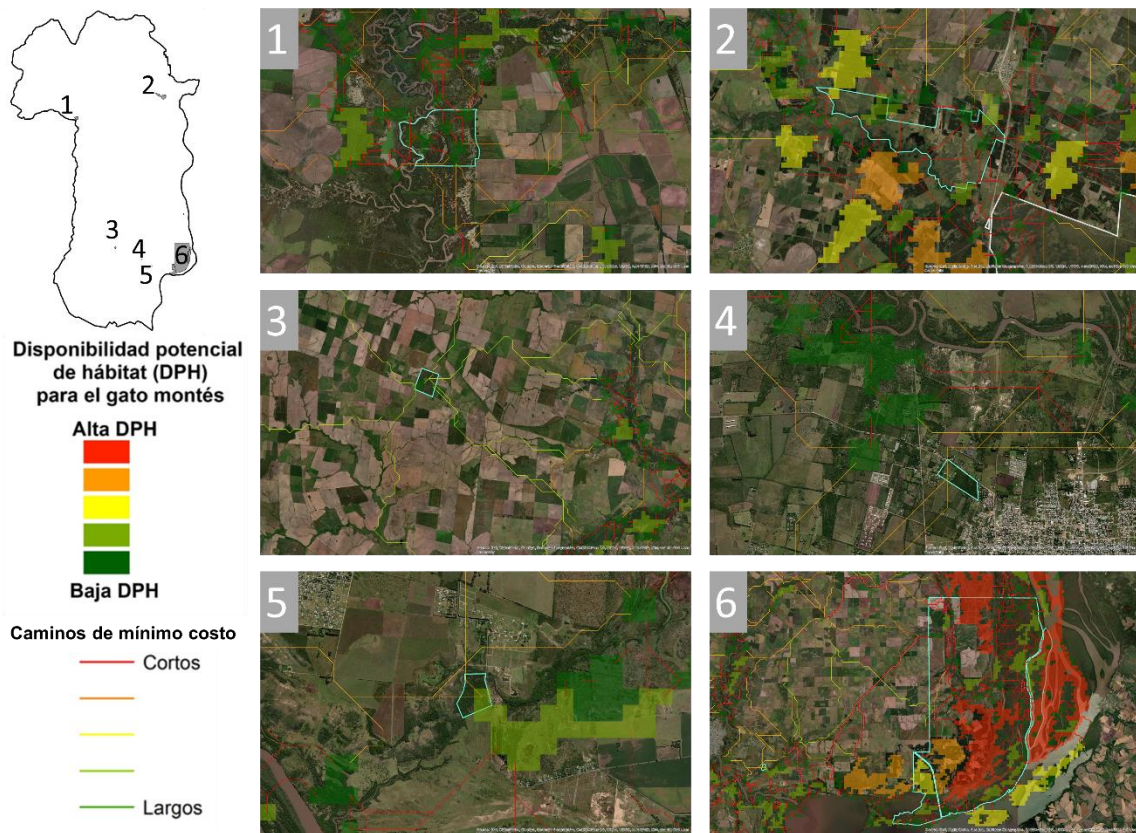 1
2
3
4
5
6
Disponibilidad potencial
de hábitat (DPH)
para el gato montés
Alta DPH
Baja DPH
Caminos de mínimo costo
Cortos
Largos
1
2
3
4
5
6